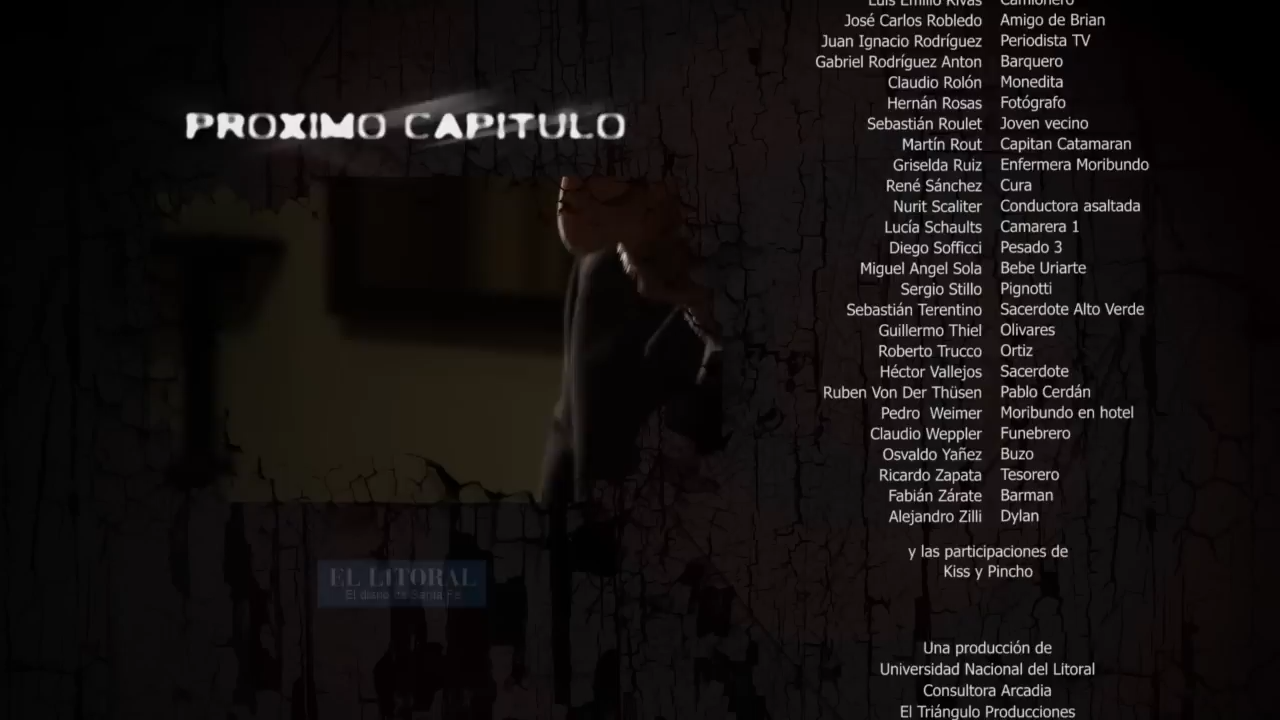 PROXIMO CAPITULO
EL LITORAL
El diario de Santa Fe
Luis Emilio Rivas Camionero
José Carlos Robledo Amigo de Brian
Juan Ignacio Rodríguez Periodista TV
Gabriel Rodríguez Anton Barquero
Claudio Rolón Monedita
Hernán Rosas Fotógrafo
Sebastián Roulet Joven vecino
Martín Rout Capitan Catamaran
Griselda Ruiz Enfermera Moribundo
René Sánchez Cura
Nurit Scaliter Conductora asaltada
Lucía Schaults Camarera 1
Diego Sofficci Pesado 3
Miguel Angel Sola Bebe Uriarte
Sergio Stillo Pignotti
Sebastián Terentino Sacerdote Alto Verde
Guillermo Thiel Olivares
Roberto Trucco Ortiz
Héctor Vallejos Sacerdote
Ruben Von Der Thüsen Pablo Cerdán
Pedro Weimer Moribundo en hotel
Claudio Weppler Funebrero
Osvaldo Yañez Buzo
Ricardo Zapata Tesorero
Fabián Zárate Barman
Alejandro Zilli Dylan
y las participaciones de
Kiss y Pincho
Una producción de
Universidad Nacional del Litoral
Consultora Arcadia
El Triángulo Producciones